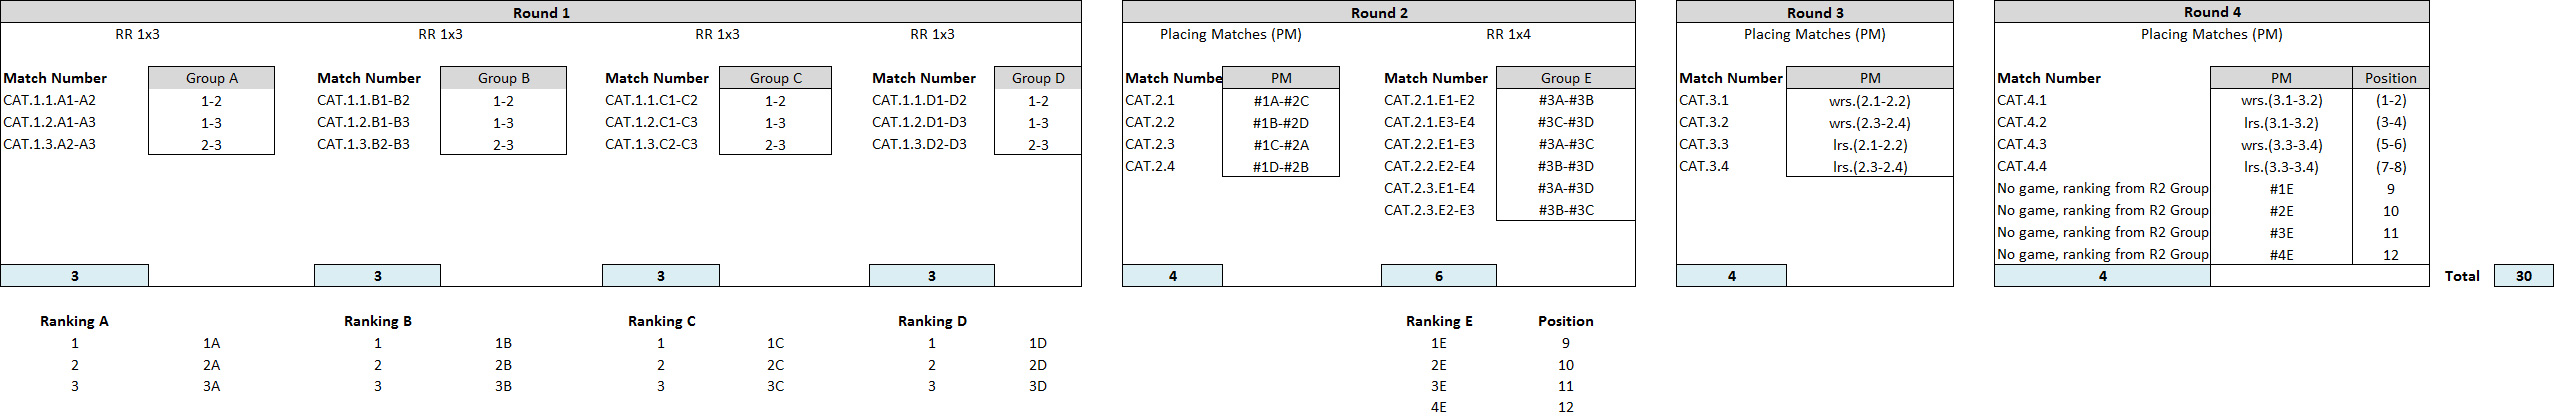 Round 1 Round 2 Round 3 Round 4
RR 1x3 RR 1x3 RR 1x3 RR 1x3 Placing Matches (PM) RR 1x4 Placing Matches (PM) Placing Matches (PM)
Match Number Group A Match Number Group B Match Number Group C Match Number Group D Match Numbe PM Match Number Group E Match Number PM Match Number PM Position
CAT.1.1.A1-A2 1-2 CAT.1.1.B1-B2 1-2 CAT.1.1.C1-C2 1-2 CAT.1.1.D1-D2 1-2 CAT.2.1 #1A-#2C CAT.2.1.E1-E2 #3A-#3B CAT.3.1 wrs.(2.1-2.2) CAT.4.1 wrs.(3.1-3.2) (1-2)
CAT.1.2.A1-A3 1-3 CAT.1.2.B1-B3 1-3 CAT.1.2.C1-C3 1-3 CAT.1.2.D1-D3 1-3 CAT.2.2 #1B-#2D CAT.2.1.E3-E4 #3C-#3D CAT.3.2 wrs.(2.3-2.4) CAT.4.2 lrs.(3.1-3.2) (3-4)
CAT.1.3.A2-A3 2-3 CAT.1.3.B2-B3 2-3 CAT.1.3.C2-C3 2-3 CAT.1.3.D2-D3 2-3 CAT.2.3 #1C-#2A CAT.2.2.E1-E3 #3A-#3C CAT.3.3 lrs.(2.1-2.2) CAT.4.3 wrs.(3.3-3.4) (5-6)
CAT.2.4 #1D-#2B CAT.2.2.E2-E4 #3B-#3D CAT.3.4 lrs.(2.3-2.4) CAT.4.4 lrs.(3.3-3.4) (7-8)
CAT.2.3.E1-E4 #3A-#3D No game, ranking from R2 Group #1E 9
CAT.2.3.E2-E3 #3B-#3C No game, ranking from R2 Group #2E 10
No game, ranking from R2 Group #3E 11
No game, ranking from R2 Group #4E 12
3 3 3 3 4 6 4 4 Total 30
Ranking A Ranking B Ranking C Ranking D Ranking E Position
1 1A 1 1B 1 1C 1 1D 1E 9
2 2A 2 2B 2 2C 2 2D 2E 10
3 3A 3 3B 3 3C 3 3D 3E 11
4E 12